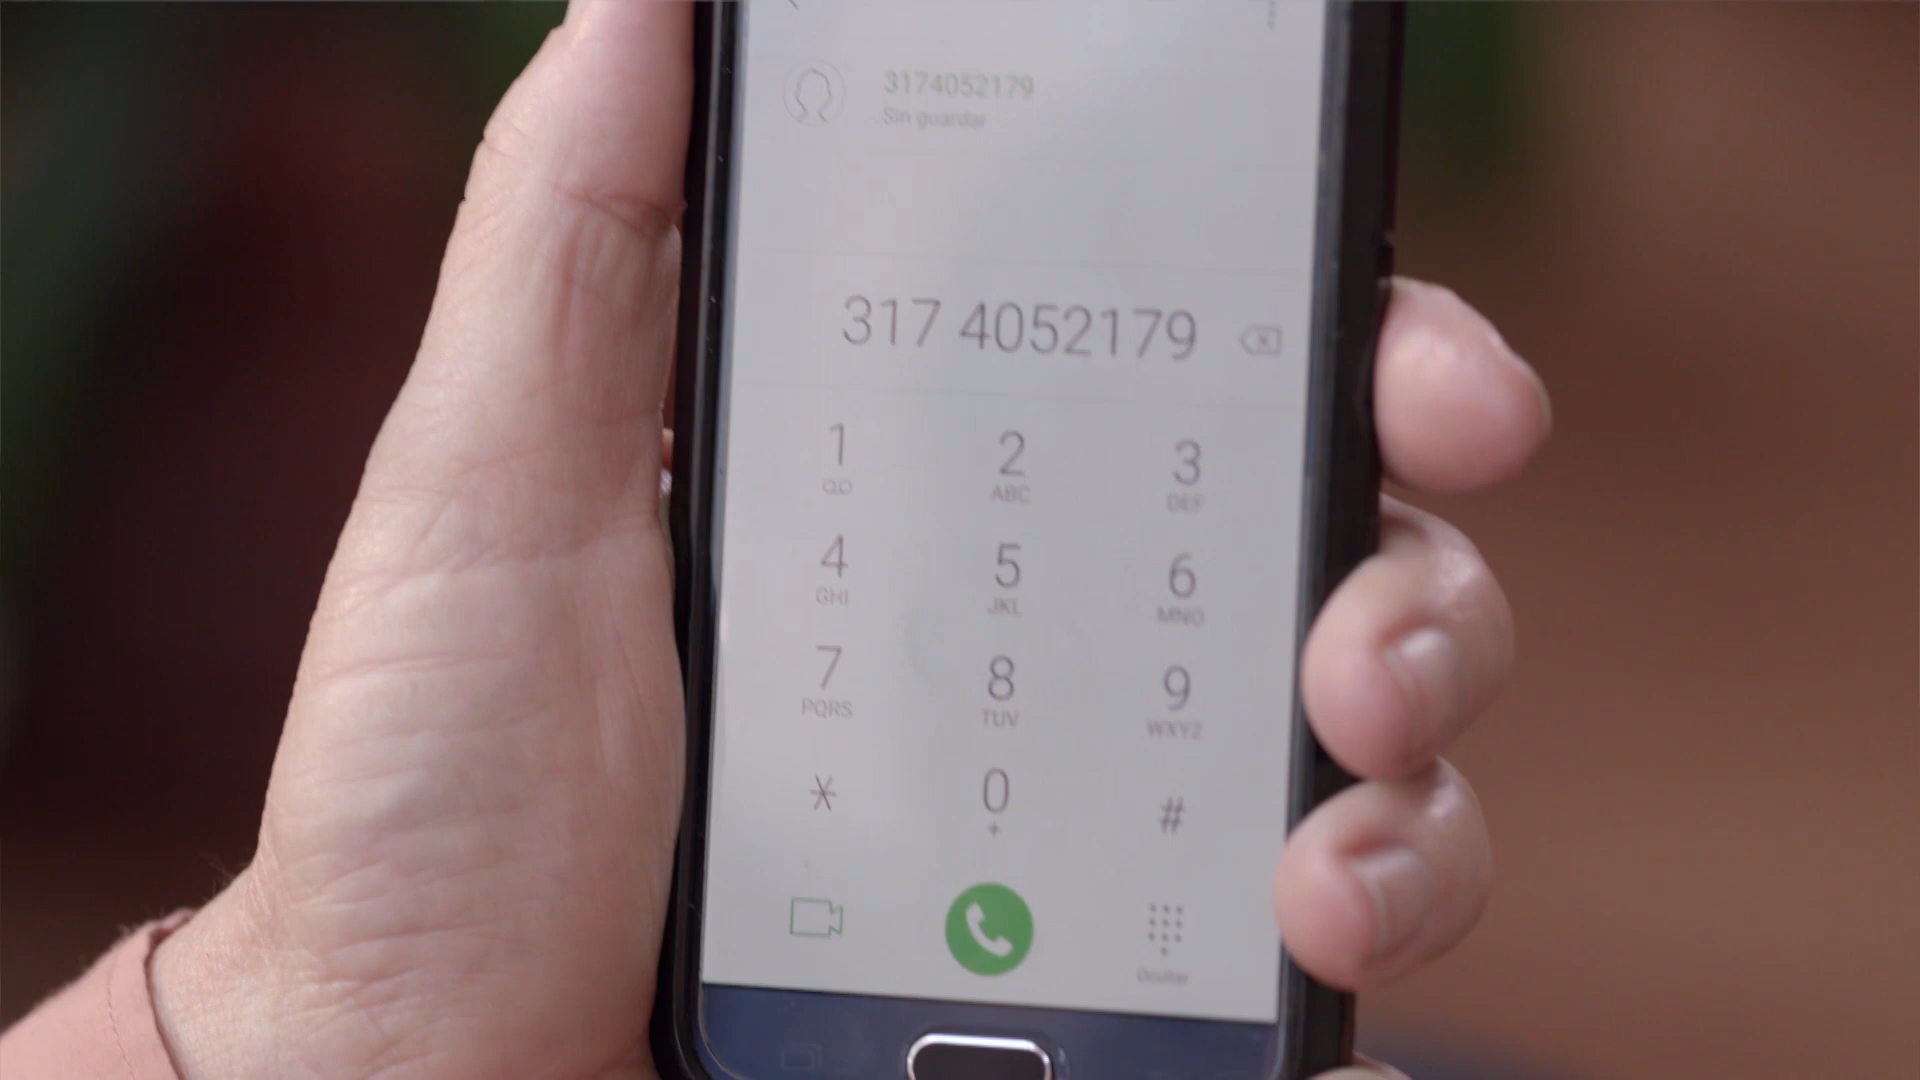 3174052179
Sin guardar
317 4052179
1 2 3
ABC DEF
4 5 6
GHI JKL MNO
7 8 9
PQRS TUV WXYZ
* 0 #
+
Ocultar